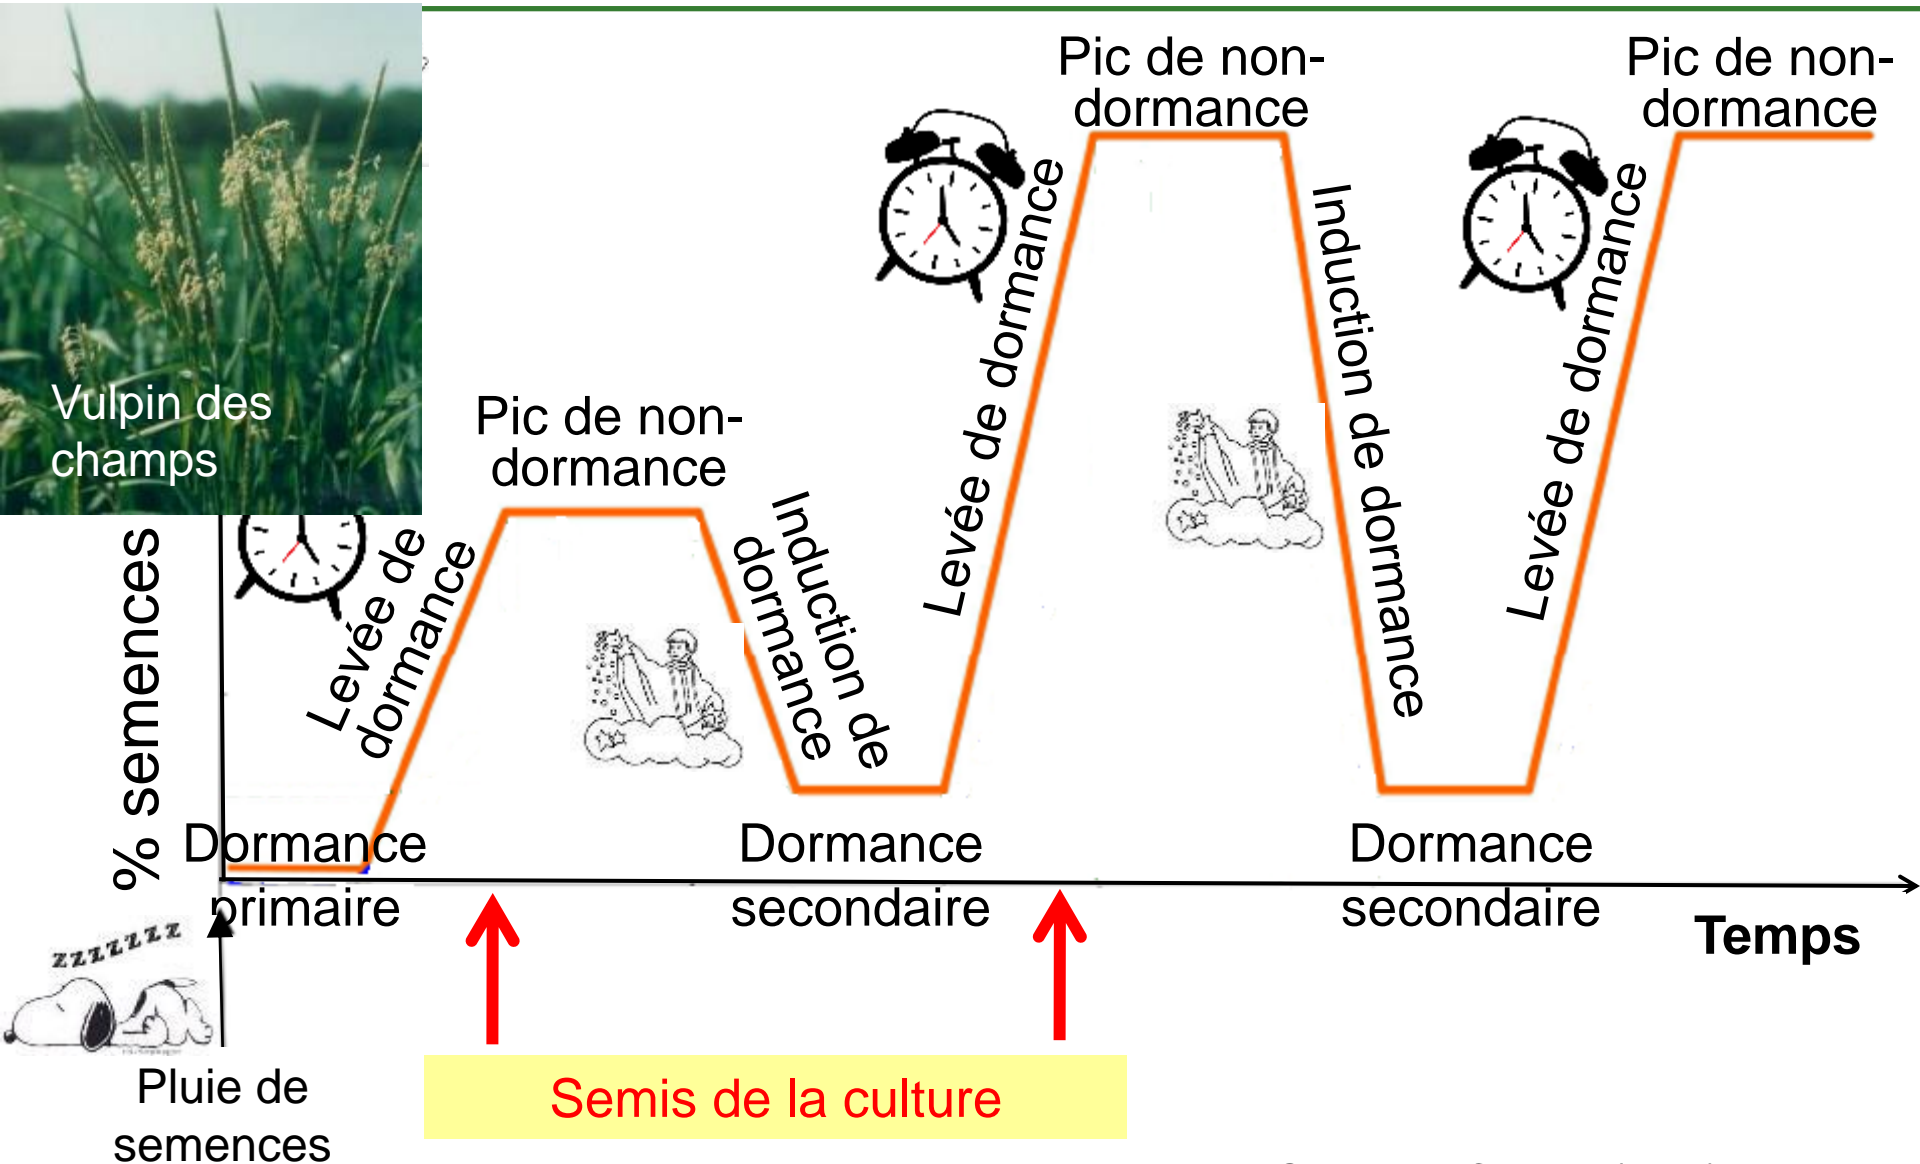 Pic de non-
dormance
Pic de non-
dormance
Vulpin des
champs
Pic de non-
dormance
Levée de
dormance
Induction de
dormance
Levée de dormance
Induction de dormance
Levée de dormance
% semences
Dormance
primaire
Dormance
secondaire
Dormance
secondaire
Temps
zzzzzzz
Pluie de
semences
Semis de la culture